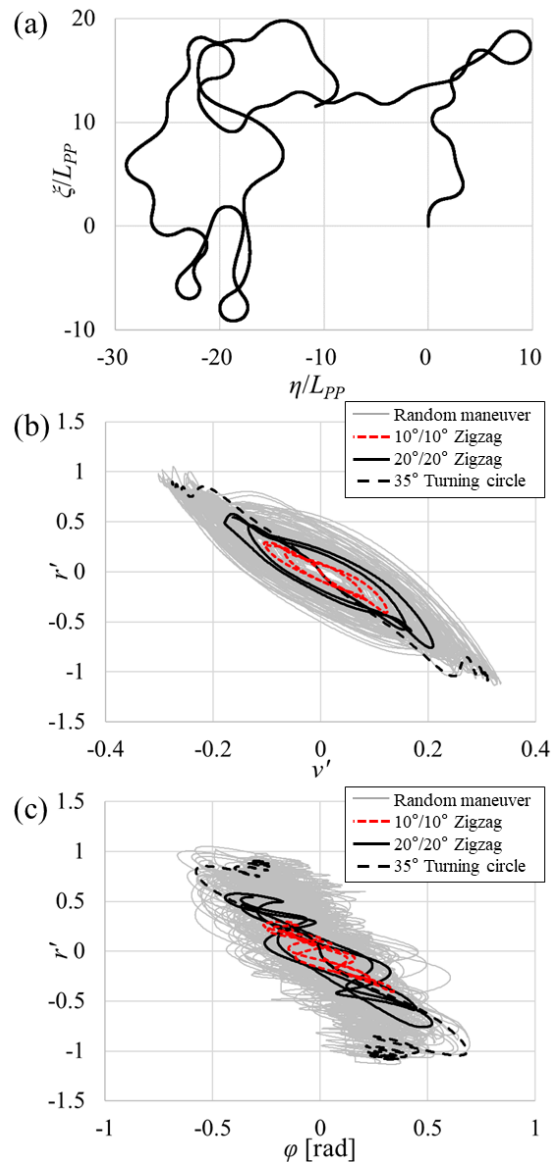 (a)
20
10
0
-10
ξ/L_PP
-30
-20
-10
0
10
η/L_PP
(b)
1.5
1
0.5
0
-0.5
-1
-1.5
r'
Random maneuver
10°/10° Zigzag
20°/20° Zigzag
35° Turning circle
-0.4
-0.2
0
0.2
0.4
v'
(c)
1.5
1
0.5
0
-0.5
-1
-1.5
r'
Random maneuver
10°/10° Zigzag
20°/20° Zigzag
35° Turning circle
-1
-0.5
0
0.5
1
φ [rad]